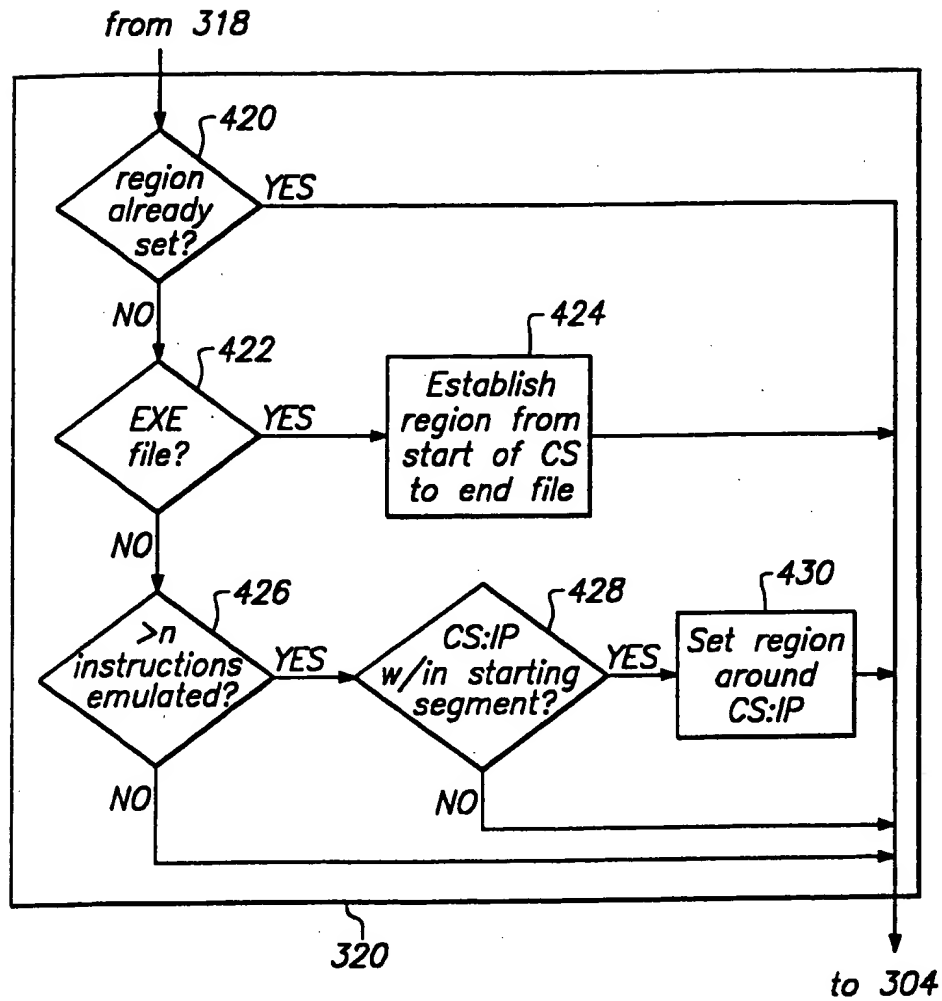 from 318
420
region
already
set?
YES
NO
422
EXE
file?
YES
424
Establish
region from
start of CS
to end file
NO
426
>n
instructions
emulated?
YES
428
CS:IP
w/in starting
segment?
YES
430
Set region
around
CS:IP
NO
NO
320
to 304